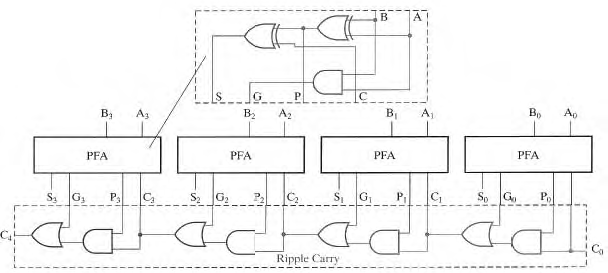 B A
S G P C
B₃ A₃ B₂ A₂ B₁ A₁ B₀ A₀
PFA PFA PFA PFA
S₃ G₃ P₃ C₃ S₂ G₂ P₂ C₂ S₁ G₁ P₁ C₁ S₀ G₀ P₀
C₄ C₀
Ripple Carry